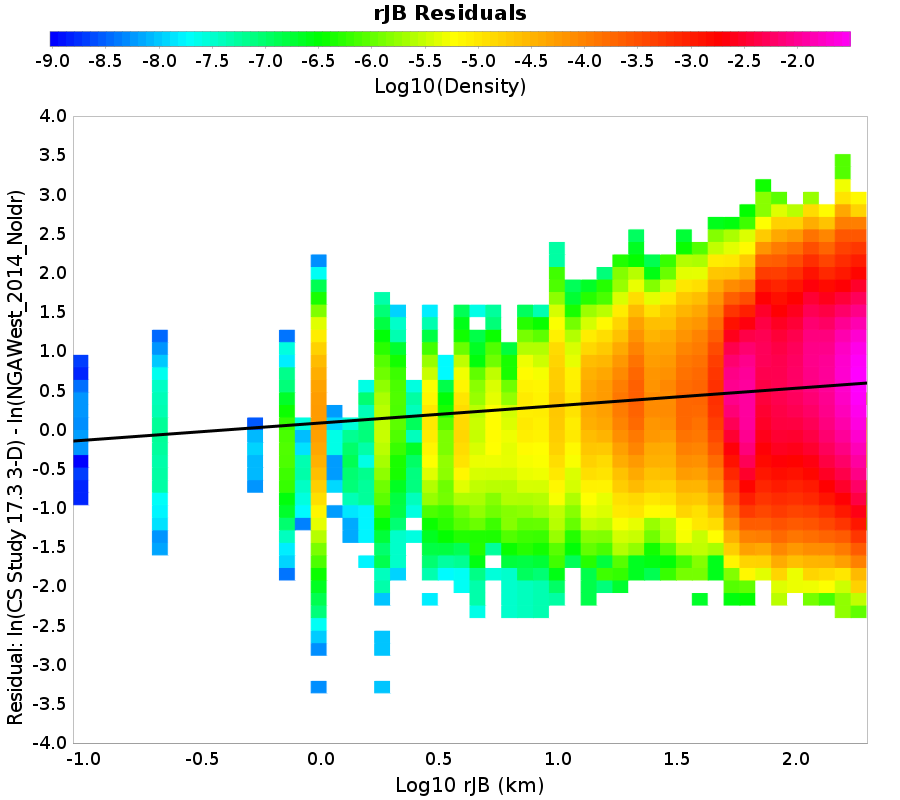 rJB Residuals
-9.0 -8.5 -8.0 -7.5 -7.0 -6.5 -6.0 -5.5 -5.0 -4.5 -4.0 -3.5 -3.0 -2.5 -2.0
Log10(Density)
4.0
3.5
3.0
2.5
2.0
1.5
1.0
0.5
0.0
-0.5
-1.0
-1.5
-2.0
-2.5
-3.0
-3.5
-4.0
Residual: ln(CS Study 17.3 3-D) - ln(NGAWest_2014_NoIdr)
-1.0 -0.5 0.0 0.5 1.0 1.5 2.0
Log10 rJB (km)